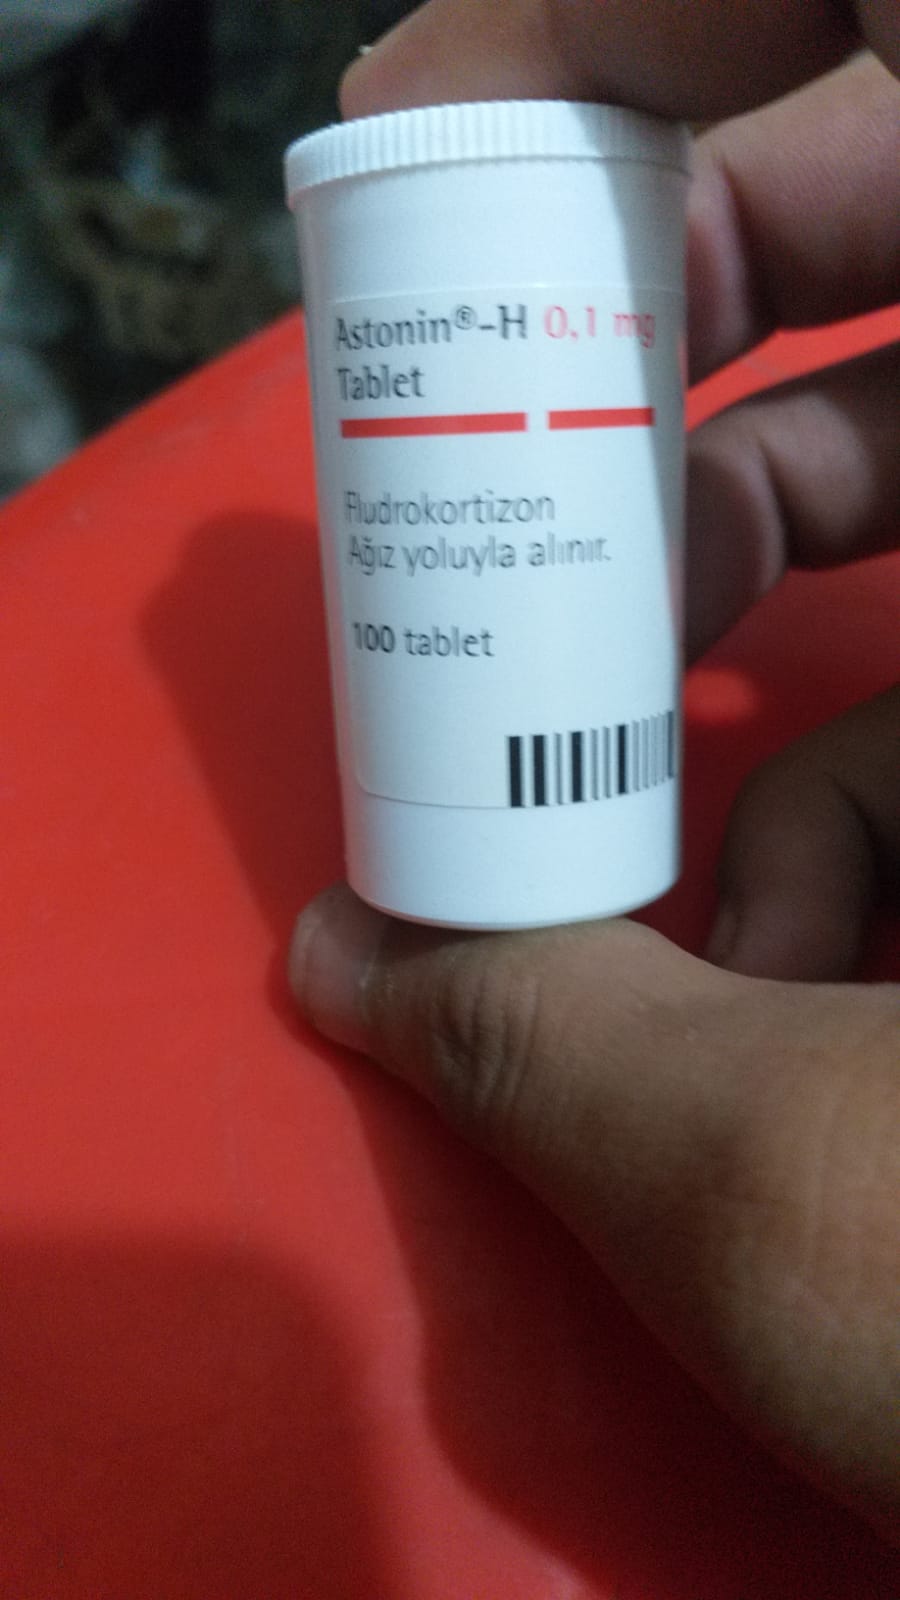 Astonin®-H 0,1 mg
Tablet
Fludrokortizon
Ağız yoluyla alınır.
100 tablet